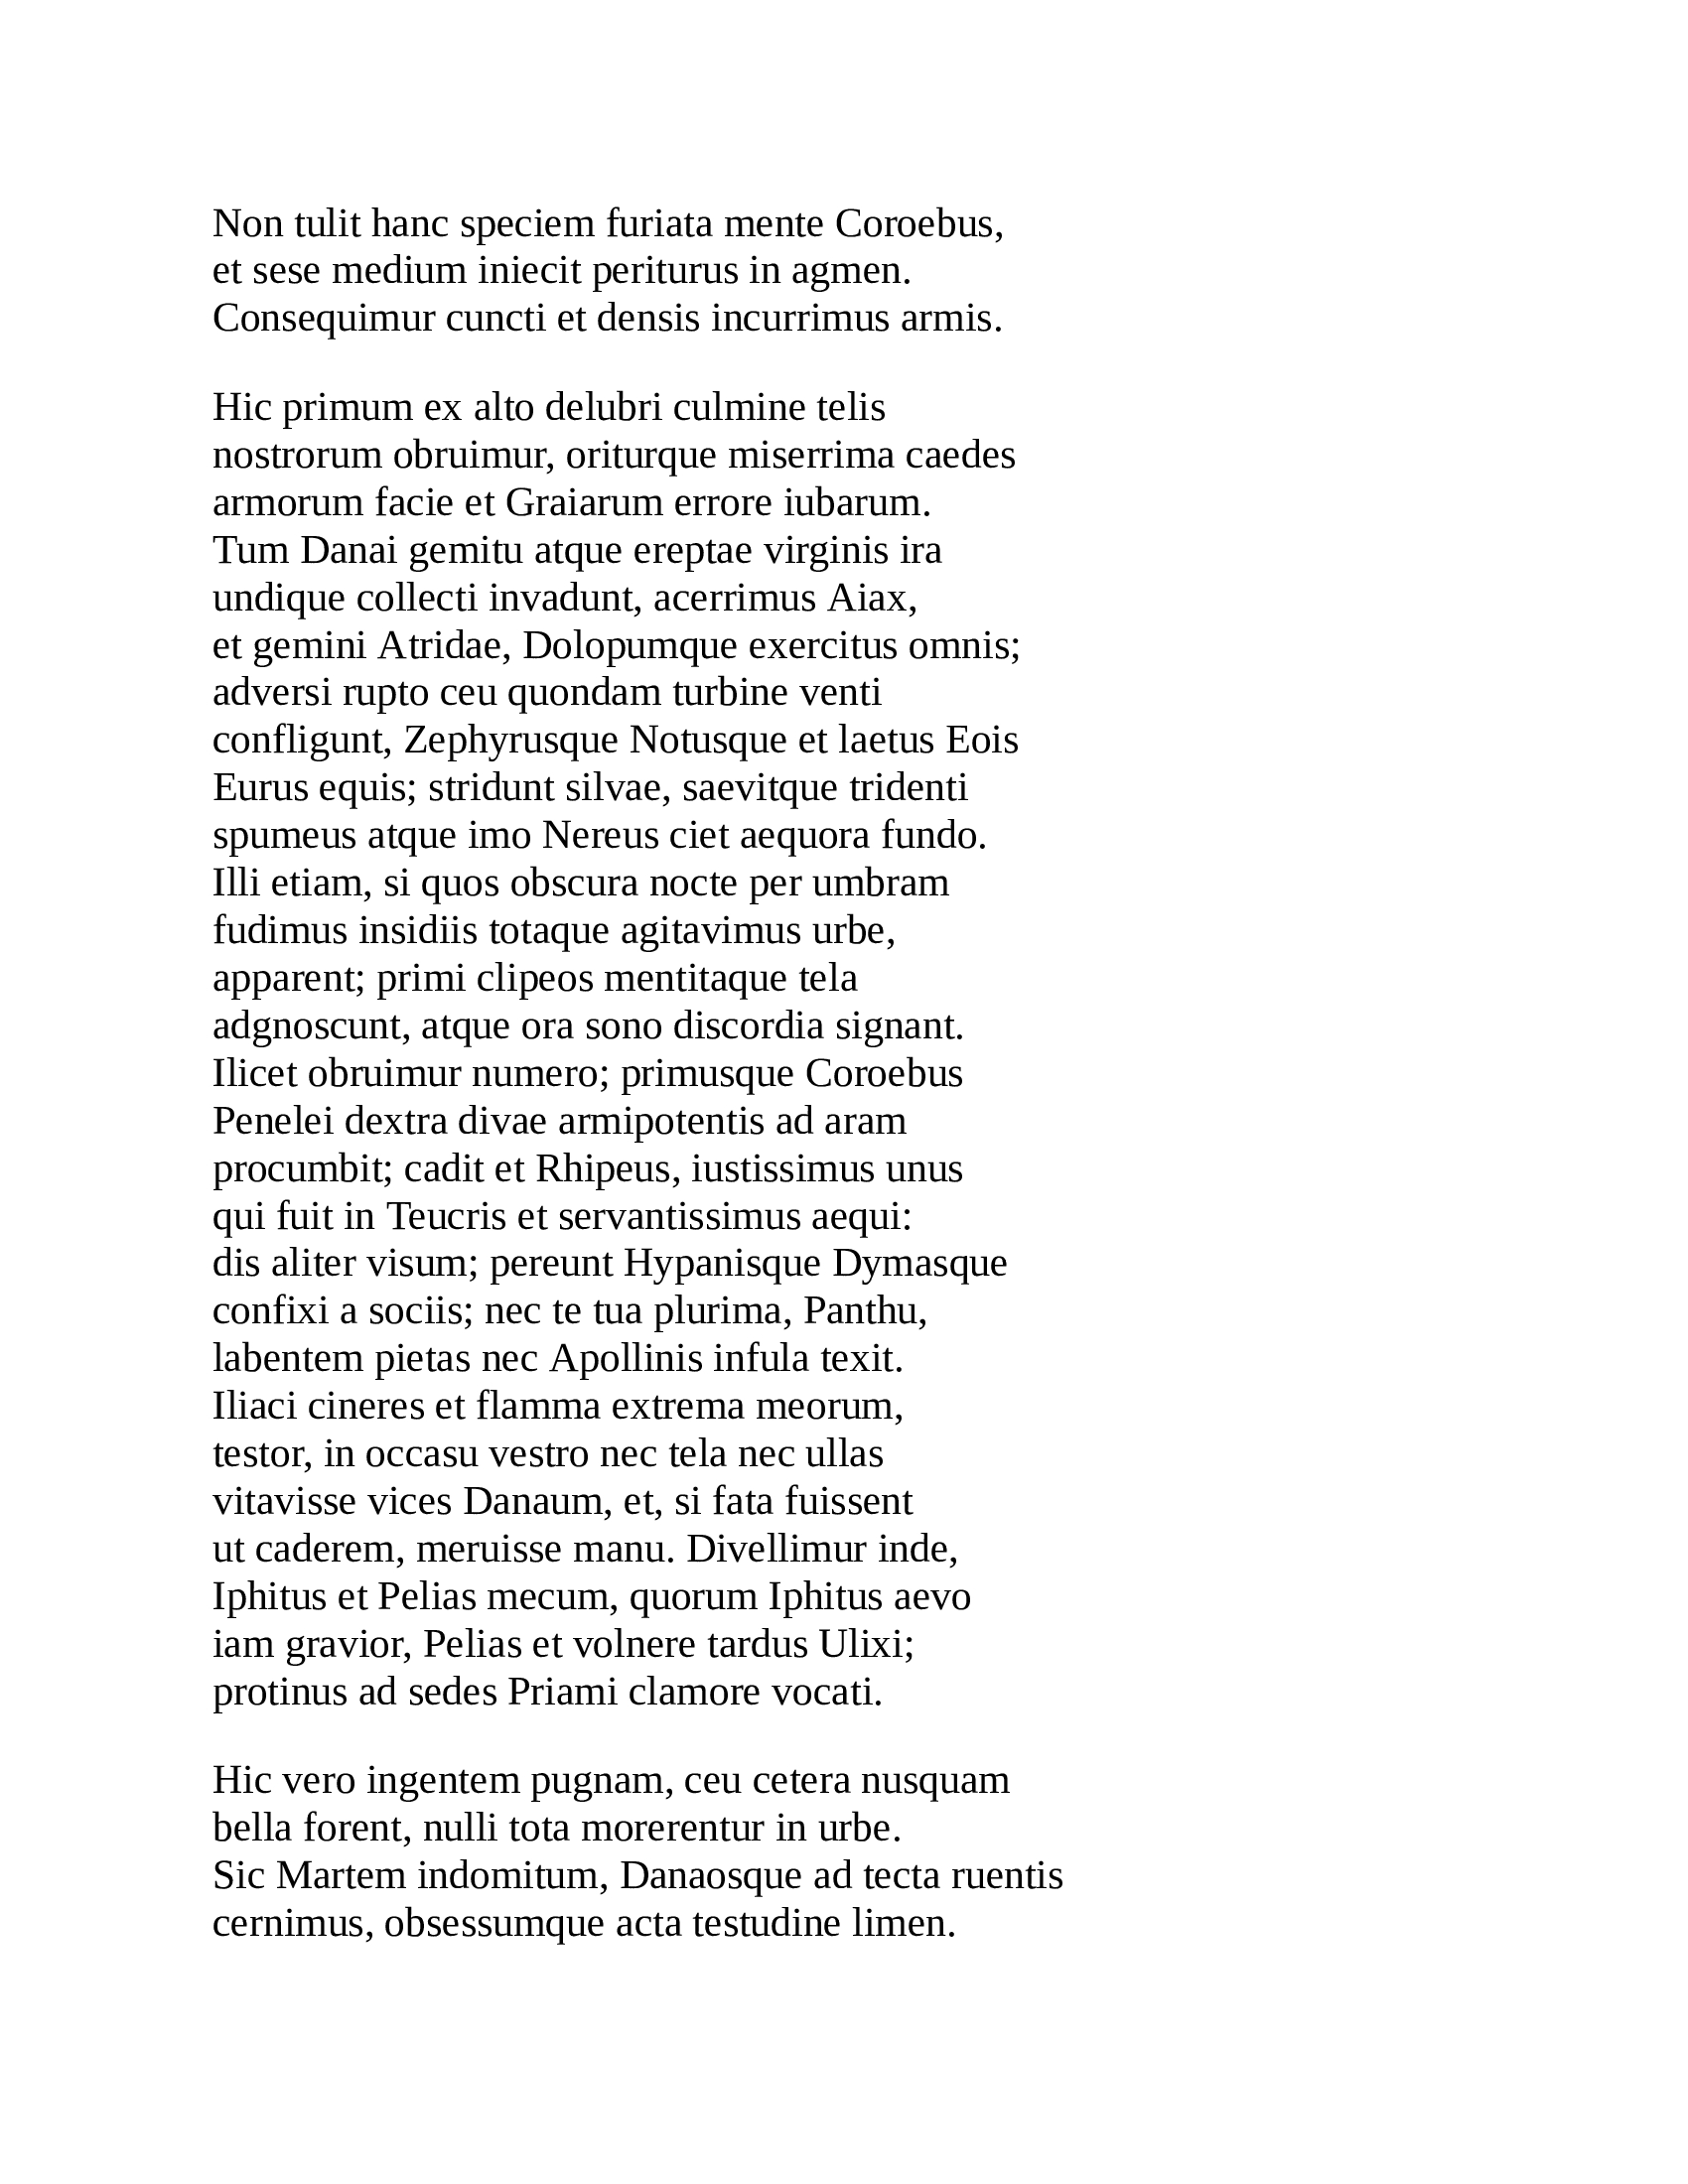 Non tulit hanc speciem furiata mente Coroebus,
et sese medium iniecit periturus in agmen.
Consequimur cuncti et densis incurrimus armis.

Hic primum ex alto delubri culmine telis
nostrorum obruimur, oriturque miserrima caedes
armorum facie et Graiarum errore iubarum.
Tum Danai gemitu atque ereptae virginis ira
undique collecti invadunt, acerrimus Aiax,
et gemini Atridae, Dolopumque exercitus omnis;
adversi rupto ceu quondam turbine venti
confligunt, Zephyrusque Notusque et laetus Eois
Eurus equis; stridunt silvae, saevitque tridenti
spumeus atque imo Nereus ciet aequora fundo.
Illi etiam, si quos obscura nocte per umbram
fudimus insidiis totaque agitavimus urbe,
apparent; primi clipeos mentitaque tela
adgnoscunt, atque ora sono discordia signant.
Ilicet obruimur numero; primusque Coroebus
Penelei dextra divae armipotentis ad aram
procumbit; cadit et Rhipeus, iustissimus unus
qui fuit in Teucris et servantissimus aequi:
dis aliter visum; pereunt Hypanisque Dymasque
confixi a sociis; nec te tua plurima, Panthu,
labentem pietas nec Apollinis infula texit.
Iliaci cineres et flamma extrema meorum,
testor, in occasu vestro nec tela nec ullas
vitavisse vices Danaum, et, si fata fuissent
ut caderem, meruisse manu. Divellimur inde,
Iphitus et Pelias mecum, quorum Iphitus aevo
iam gravior, Pelias et volnere tardus Ulixi;
protinus ad sedes Priami clamore vocati.

Hic vero ingentem pugnam, ceu cetera nusquam
bella forent, nulli tota morerentur in urbe.
Sic Martem indomitum, Danaosque ad tecta ruentis
cernimus, obsessumque acta testudine limen.